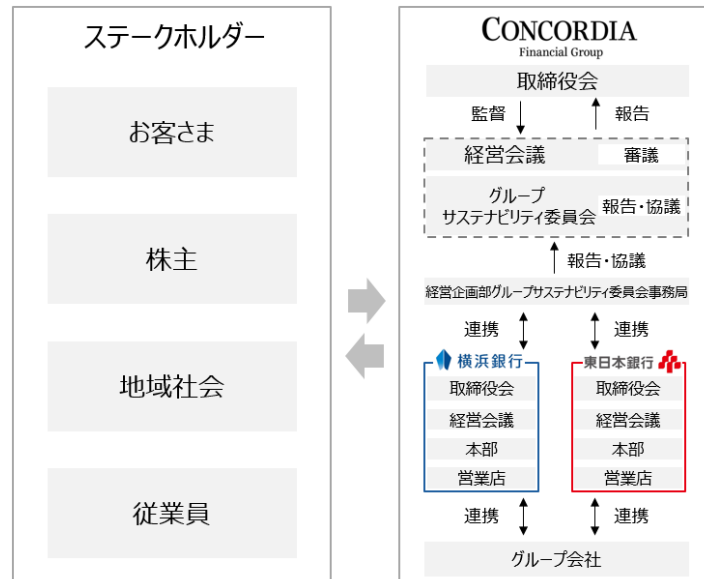 ステークホルダー
お客さま
株主
地域社会
従業員
CONCORDIA
Financial Group
取締役会
監督
報告
経営会議
審議
グループ
サステナビリティ委員会
報告・協議
報告・協議
経営企画部グループサステナビリティ委員会事務局
連携
連携
横浜銀行
取締役会
経営会議
本部
営業店
東日本銀行
取締役会
経営会議
本部
営業店
連携
連携
グループ会社